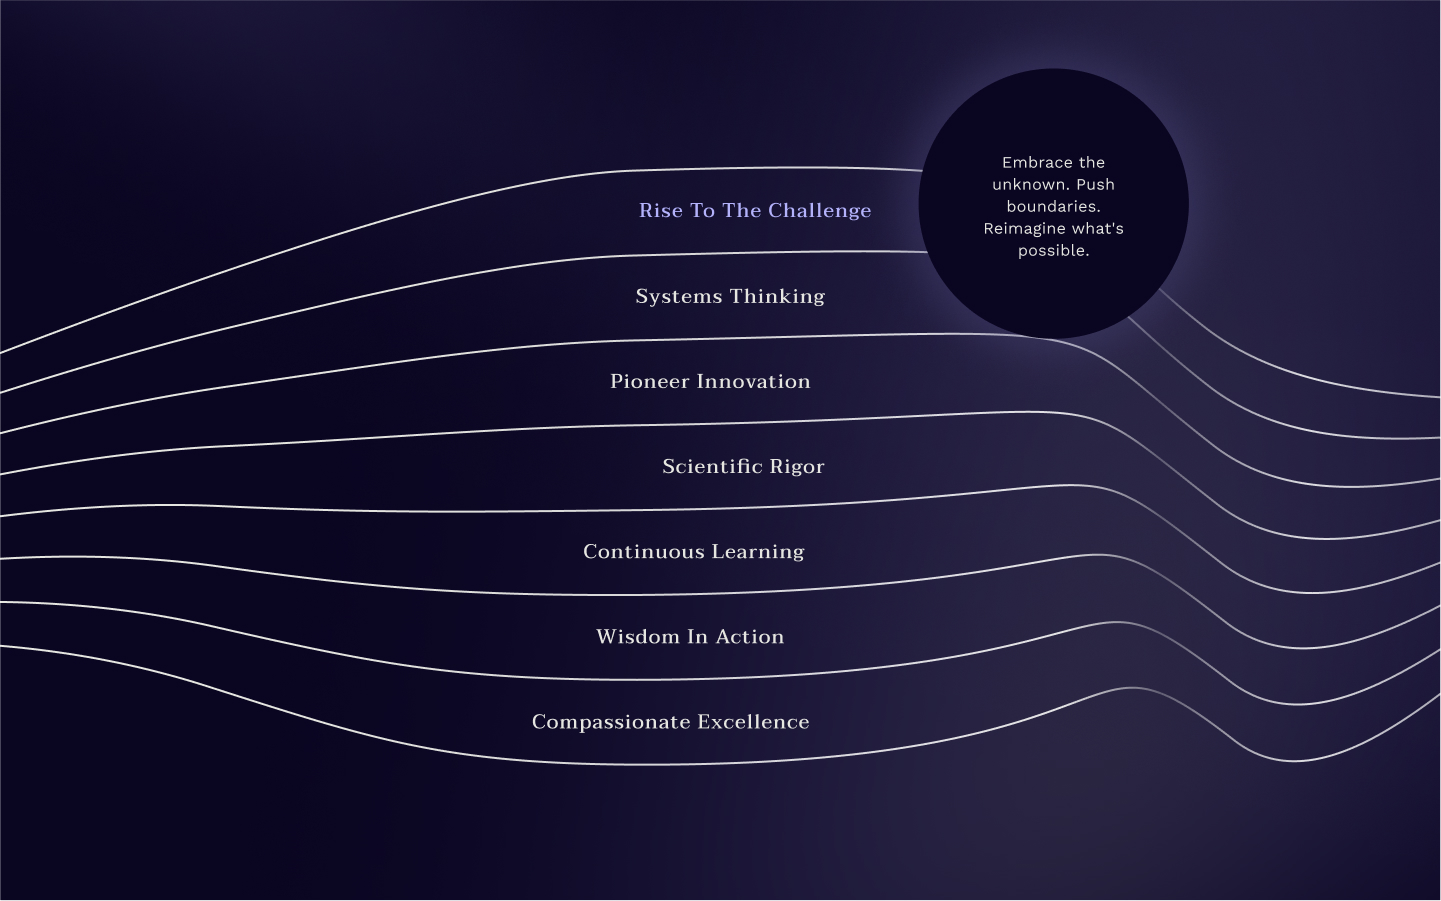 Rise To The Challenge
Embrace the
unknown. Push
boundaries.
Reimagine what's
possible.
Systems Thinking
Pioneer Innovation
Scientific Rigor
Continuous Learning
Wisdom In Action
Compassionate Excellence